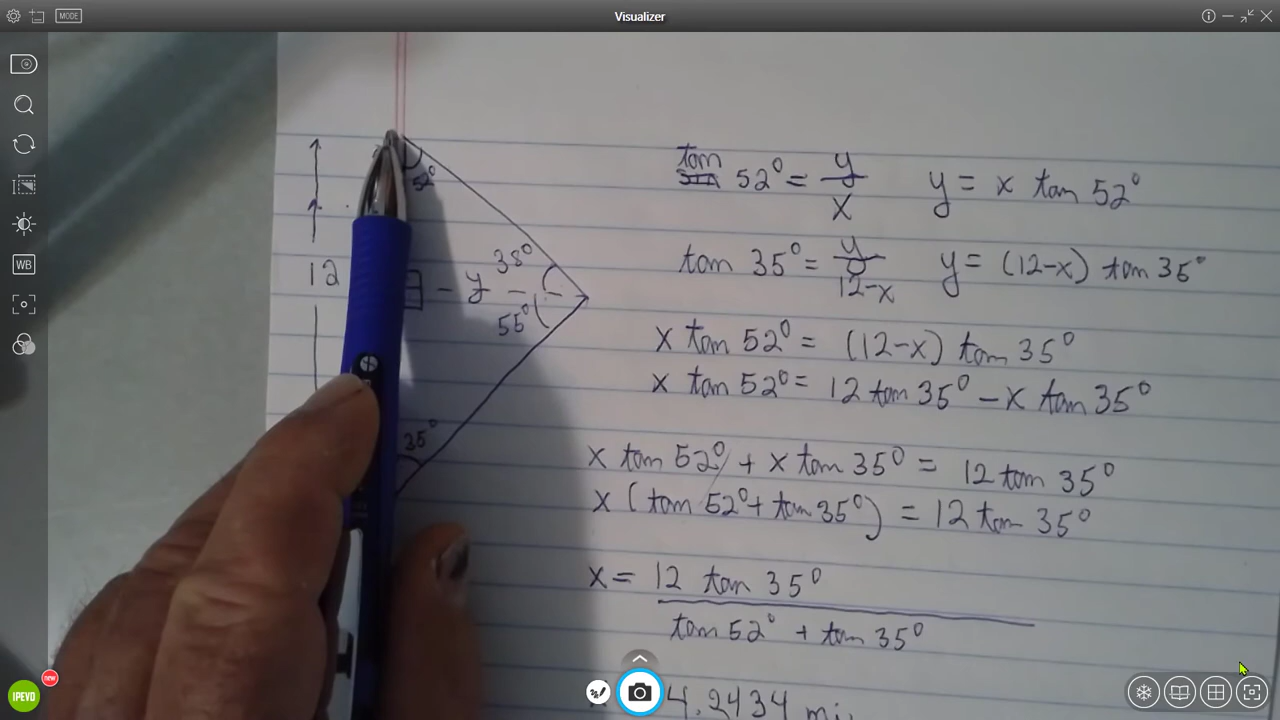 MODE
Visualizer
WB
52°
12
y
38°
55°
35°
tan 52° = y/x y = x tan 52°
tan 35° = y/12-x y = (12-x) tan 35°
x tan 52° = (12-x) tan 35°
x tan 52° = 12 tan 35° - x tan 35°
x tan 52° + x tan 35° = 12 tan 35°
x (tan 52° + tan 35°) = 12 tan 35°
x = 12 tan 35°
tan 52° + tan 35°
4.2434 mi
IPEVO
new